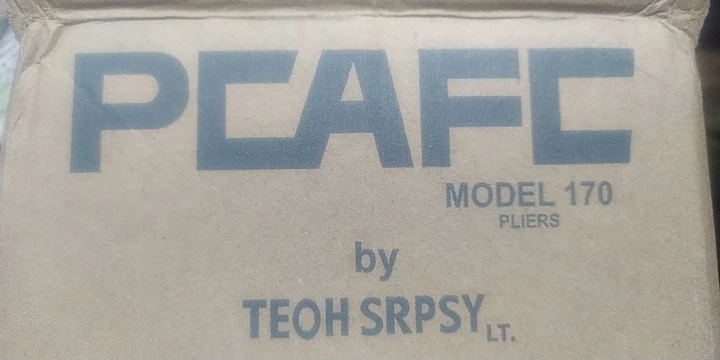 PCAFC
MODEL 170
PLIERS
by
TEOH SRPSY LT.